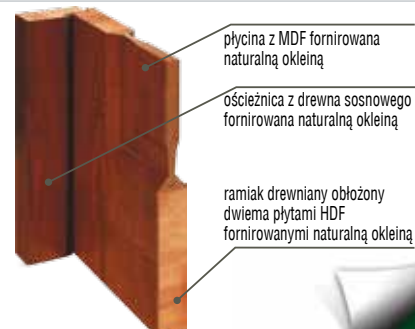 płycina z MDF fornirowana
naturalną okleiną
ościeżnica z drewna sosnowego
fornirowana naturalną okleiną
ramiak drewniany obłożony
dwiema płytami HDF
fornirowanymi naturalną okleiną